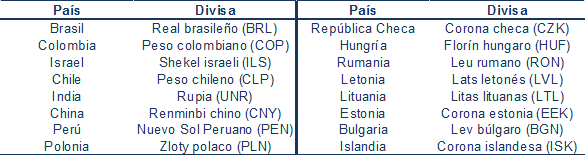 País Divisa País Divisa
Brasil Real brasileño (BRL) República Checa Corona checa (CZK)
Colombia Peso colombiano (COP) Hungría Florín hungaro (HUF)
Israel Shekel israeli (ILS) Rumania Leu rumano (RON)
Chile Peso chileno (CLP) Letonia Lats letonés (LVL)
India Rupia (UNR) Lituania Litas lituanas (LTL)
China Renminbi chino (CNY) Estonia Corona estonia (EEK)
Perú Nuevo Sol Peruano (PEN) Bulgaria Lev búlgaro (BGN)
Polonia Zloty polaco (PLN) Islandia Corona islandesa (ISK)